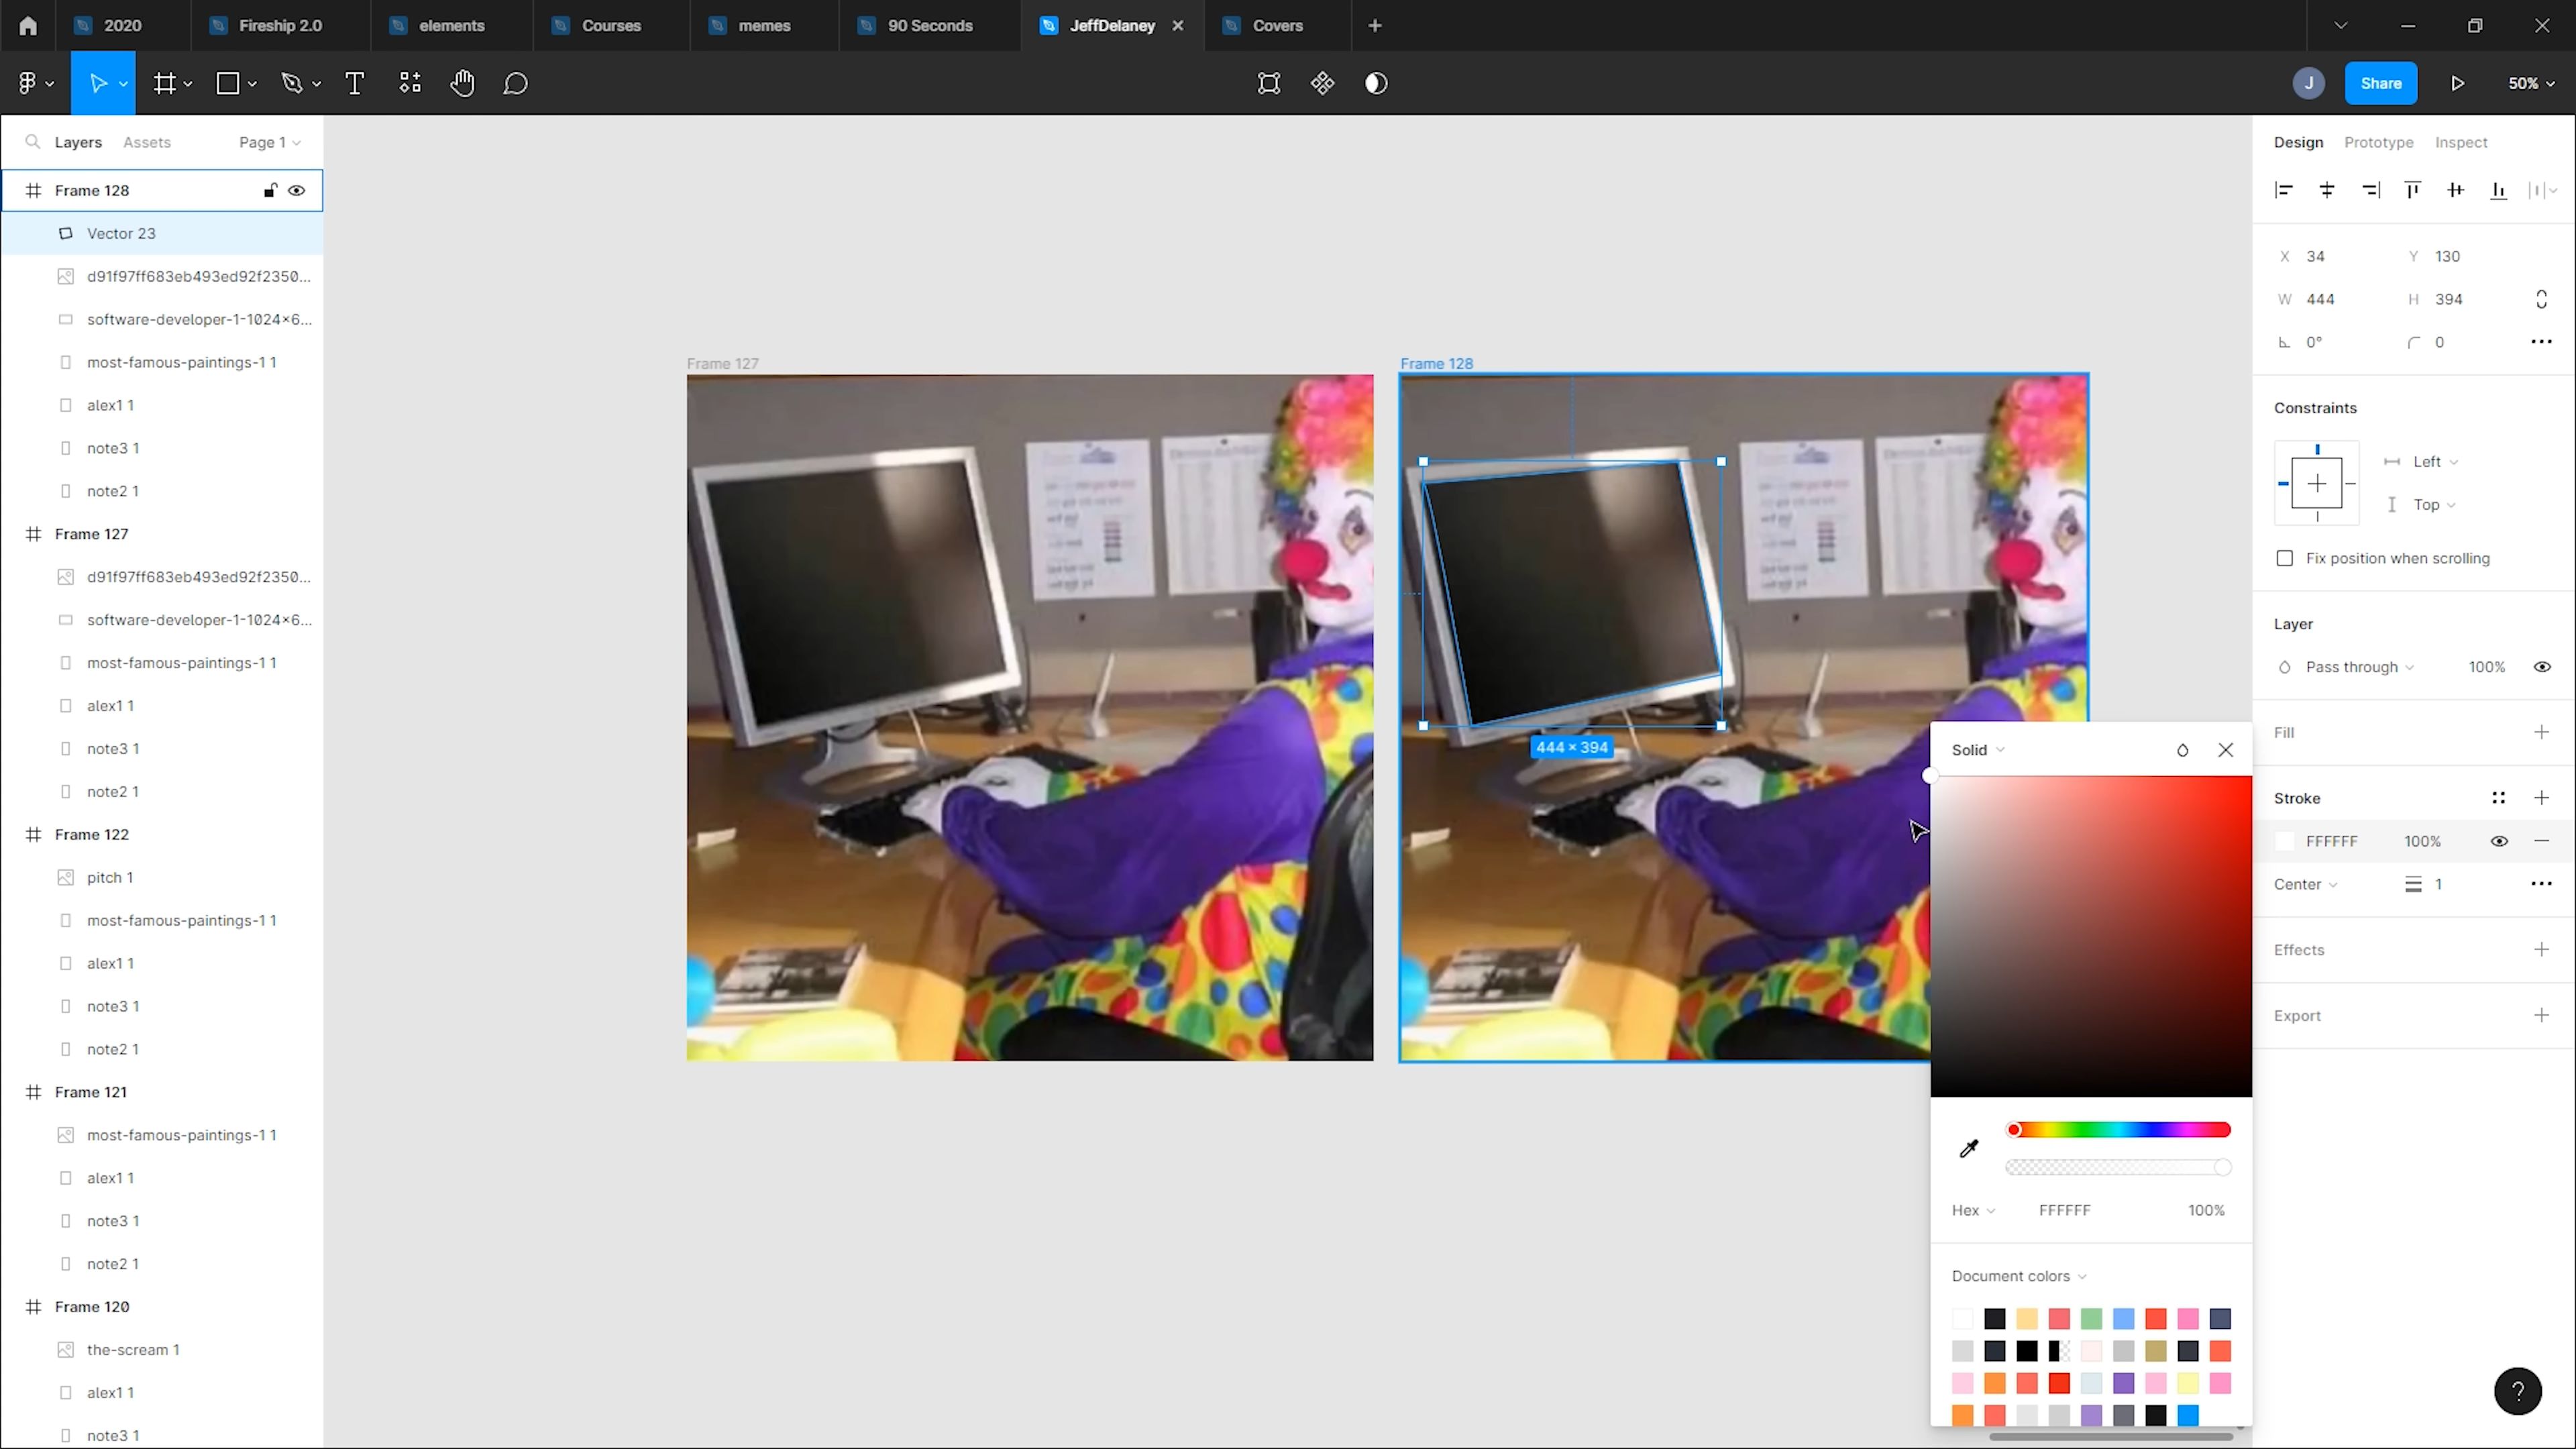 2020 Fireship 2.0 elements Courses memes 90 Seconds JeffDelaney Covers
J Share 50%
Layers Assets Page 1
Frame 128
Vector 23
d91f97ff683eb493ed92f2350...
software-developer-1-1024×6...
most-famous-paintings-1 1
alex1 1
note3 1
note2 1
Frame 127
d91f97ff683eb493ed92f2350...
software-developer-1-1024×6...
most-famous-paintings-1 1
alex1 1
note3 1
note2 1
Frame 122
pitch 1
most-famous-paintings-1 1
alex1 1
note3 1
note2 1
Frame 121
most-famous-paintings-1 1
alex1 1
note3 1
note2 1
Frame 120
the-scream 1
alex1 1
note3 1
Frame 127
Frame 128
444 × 394
Solid
Hex FFFFFF 100%
Document colors
Design Prototype Inspect
X 34 Y 130
W 444 H 394
0° 0
Constraints
Left
Top
Fix position when scrolling
Layer
Pass through 100%
Fill
Stroke
FFFFFF 100%
Center 1
Effects
Export
?